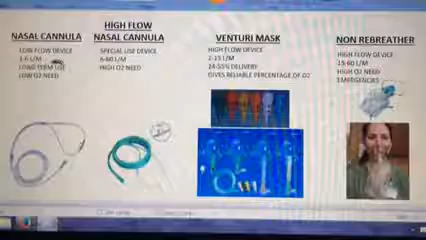 NASAL CANNULA
LOW FLOW DEVICE
1-6 L/M
LONG TERM USE
LOW O2 NEED
HIGH FLOW
NASAL CANNULA
SPECIAL USE DEVICE
6-60 L/M
HIGH O2 NEED
VENTURI MASK
HIGH FLOW DEVICE
2-15 L/M
24-55% DELIVERY
GIVES RELIABLE PERCENTAGE OF O2
NON REBREATHER
HIGH FLOW DEVICE
15-60 L/M
HIGH O2 NEED
EMERGENCIES